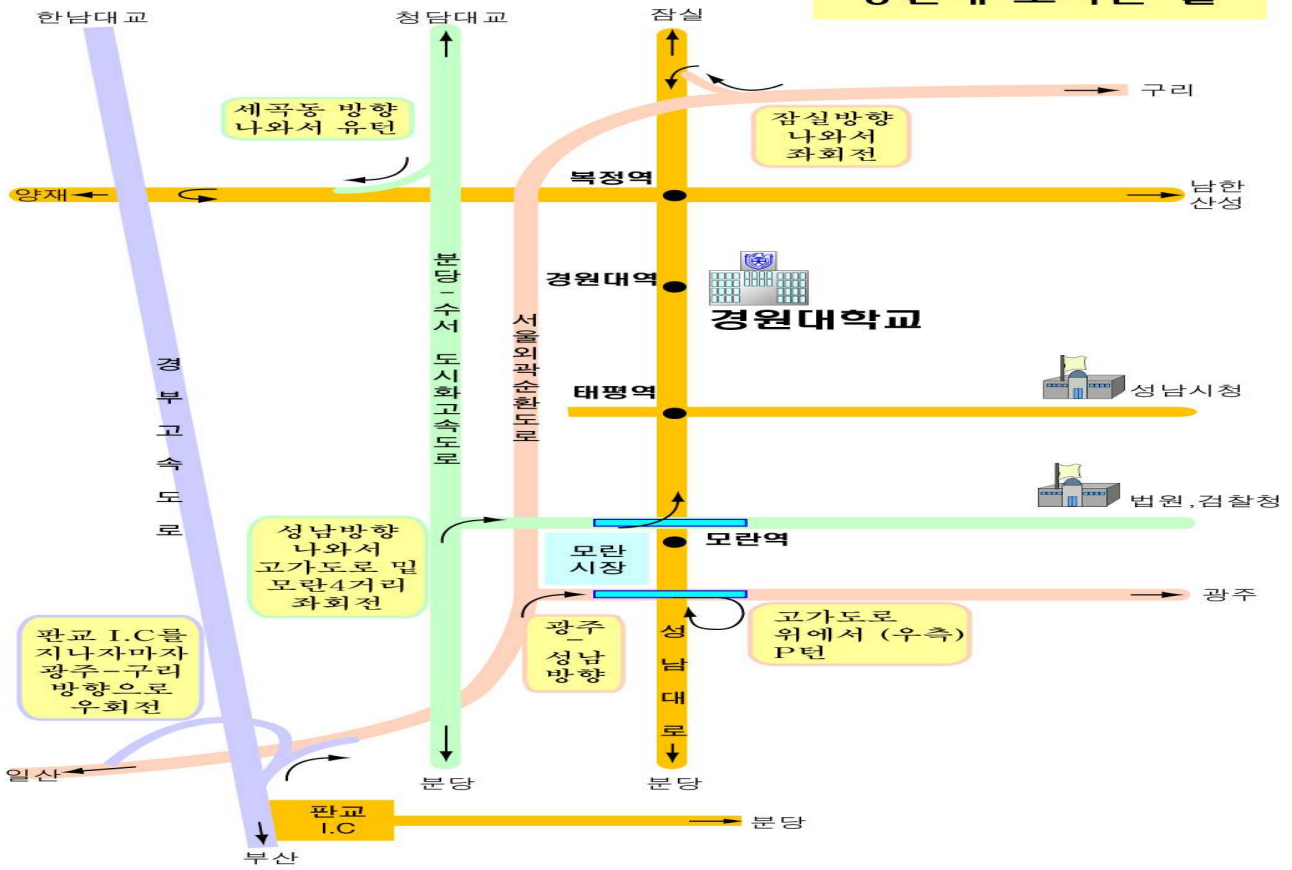 한남대교
청담대교
잠실
구리
세곡동 방향
나와서 유턴
잠실방향
나와서
좌회전
양재
복정역
남한
산성
분당-수서 도시화고속도로
경원대역
경원대학교
서울외곽순환도로
경부고속도로
태평역
성남시청
법원,검찰청
성남방향
나와서
고가도로 밑
모란4거리
좌회전
모란
시장
모란역
광주
판교 I.C를
지나자마자
광주-구리
방향으로
우회전
광주
-
성남
방향
고가도로
위에서 (우측)
P턴
성남대로
일산
분당
분당
판교
I.C
분당
부산